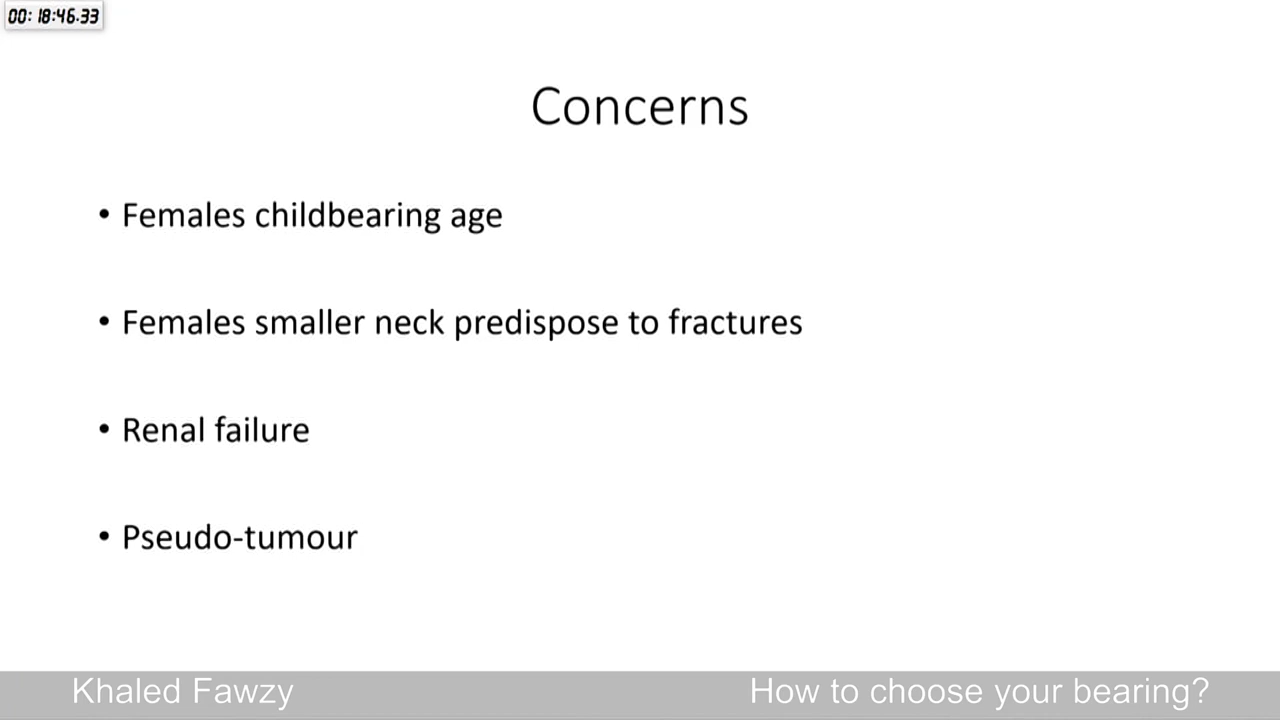 00: 18:46.33
Concerns
• Females childbearing age
• Females smaller neck predispose to fractures
• Renal failure
• Pseudo-tumour
Khaled Fawzy
How to choose your bearing?